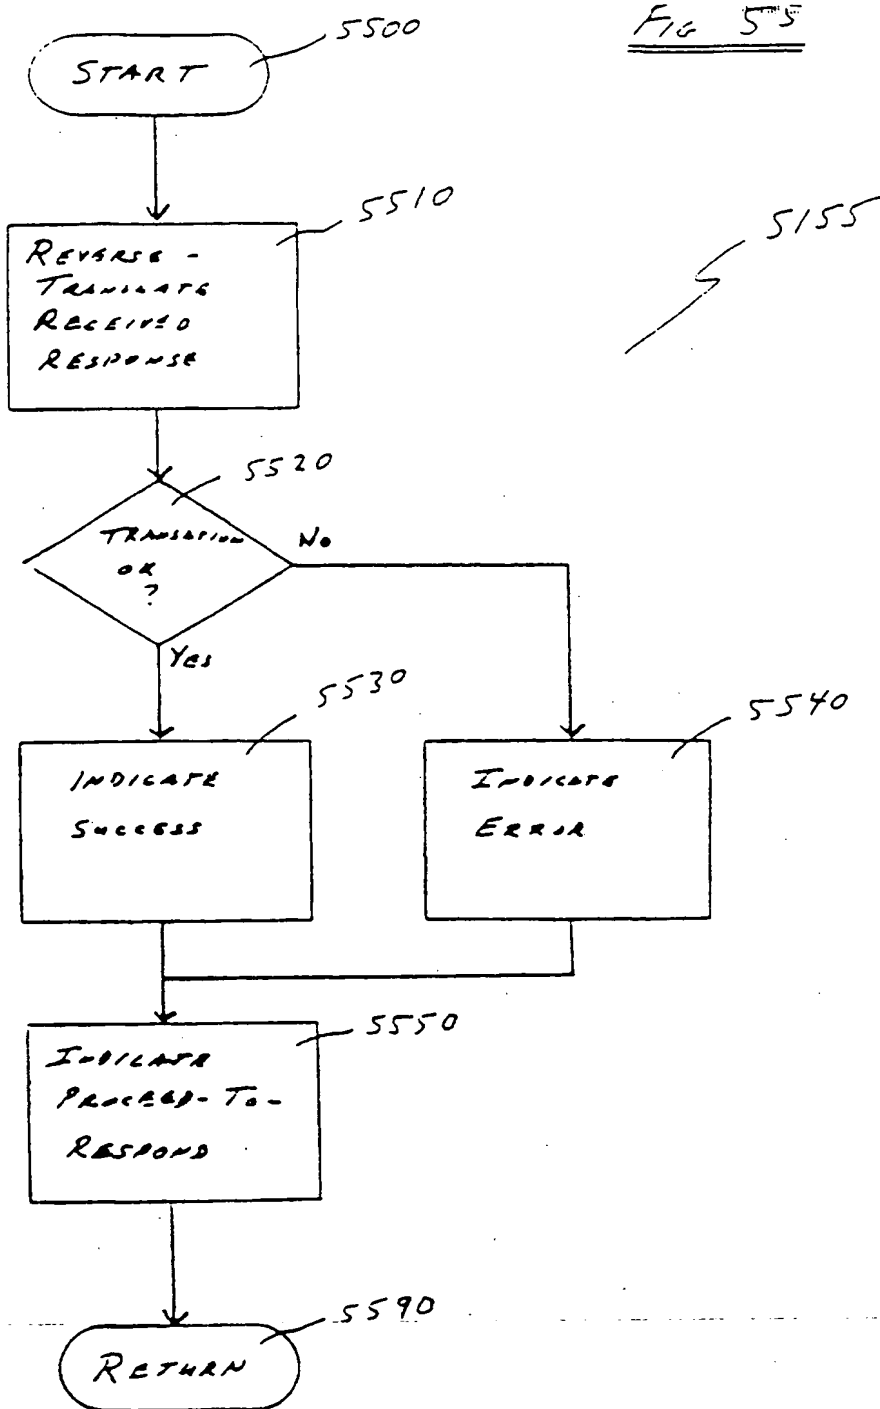 FIG 55
5500
START
5510
REVERSE -
TRANSLATE
RECEIVED
RESPONSE
5155
5520
TRANSATION
OK
?
NO
YES
5530
INDICATE
SUCCESS
5540
INDICATE
ERROR
5550
INDICATE
PROCEED-TO-
RESPOND
5590
RETURN